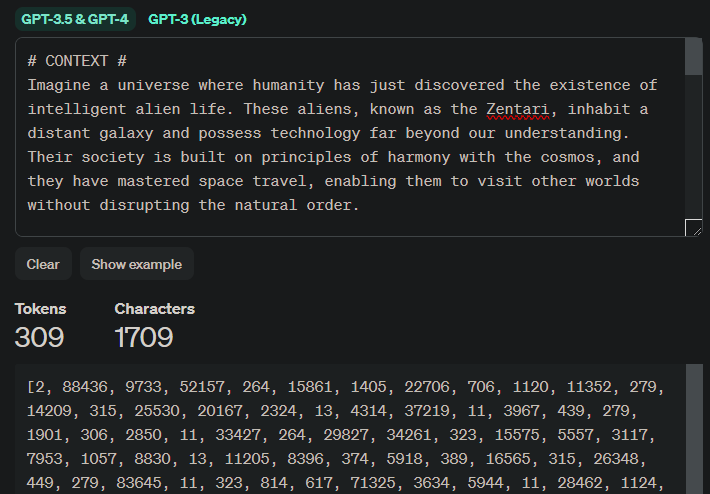 GPT-3.5 & GPT-4 GPT-3 (Legacy)
# CONTEXT #
Imagine a universe where humanity has just discovered the existence of
intelligent alien life. These aliens, known as the Zentari, inhabit a
distant galaxy and possess technology far beyond our understanding.
Their society is built on principles of harmony with the cosmos, and
they have mastered space travel, enabling them to visit other worlds
without disrupting the natural order.
Clear Show example
Tokens Characters
309 1709
[2, 88436, 9733, 52157, 264, 15861, 1405, 22706, 706, 1120, 11352, 279,
14209, 315, 25530, 20167, 2324, 13, 4314, 37219, 11, 3967, 439, 279,
1901, 306, 2850, 11, 33427, 264, 29827, 34261, 323, 15575, 5557, 3117,
7953, 1057, 8830, 13, 11205, 8396, 374, 5918, 389, 16565, 315, 26348,
449, 279, 83645, 11, 323, 814, 617, 71325, 3634, 5944, 11, 28462, 1124,